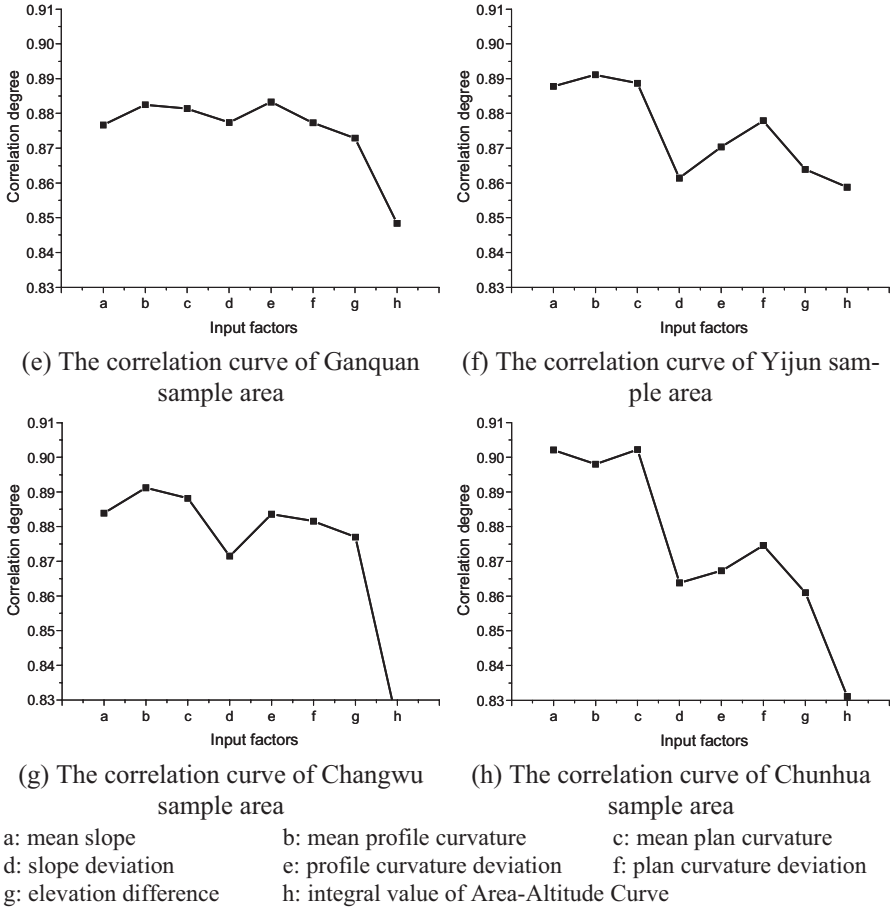 0.91
0.90
0.89
0.88
0.87
0.86
0.85
0.84
0.83
Correlation degree
a b c d e f g h
Input factors
(e) The correlation curve of Ganquan
sample area
0.91
0.90
0.89
0.88
0.87
0.86
0.85
0.84
0.83
Correlation degree
a b c d e f g h
Input factors
(f) The correlation curve of Yijun sam-
ple area
0.91
0.90
0.89
0.88
0.87
0.86
0.85
0.84
0.83
Correlation degree
a b c d e f g h
Input factors
(g) The correlation curve of Changwu
sample area
0.91
0.90
0.89
0.88
0.87
0.86
0.85
0.84
0.83
Correlation degree
a b c d e f g h
Input factors
(h) The correlation curve of Chunhua
sample area
a: mean slope b: mean profile curvature c: mean plan curvature
d: slope deviation e: profile curvature deviation f: plan curvature deviation
g: elevation difference h: integral value of Area-Altitude Curve